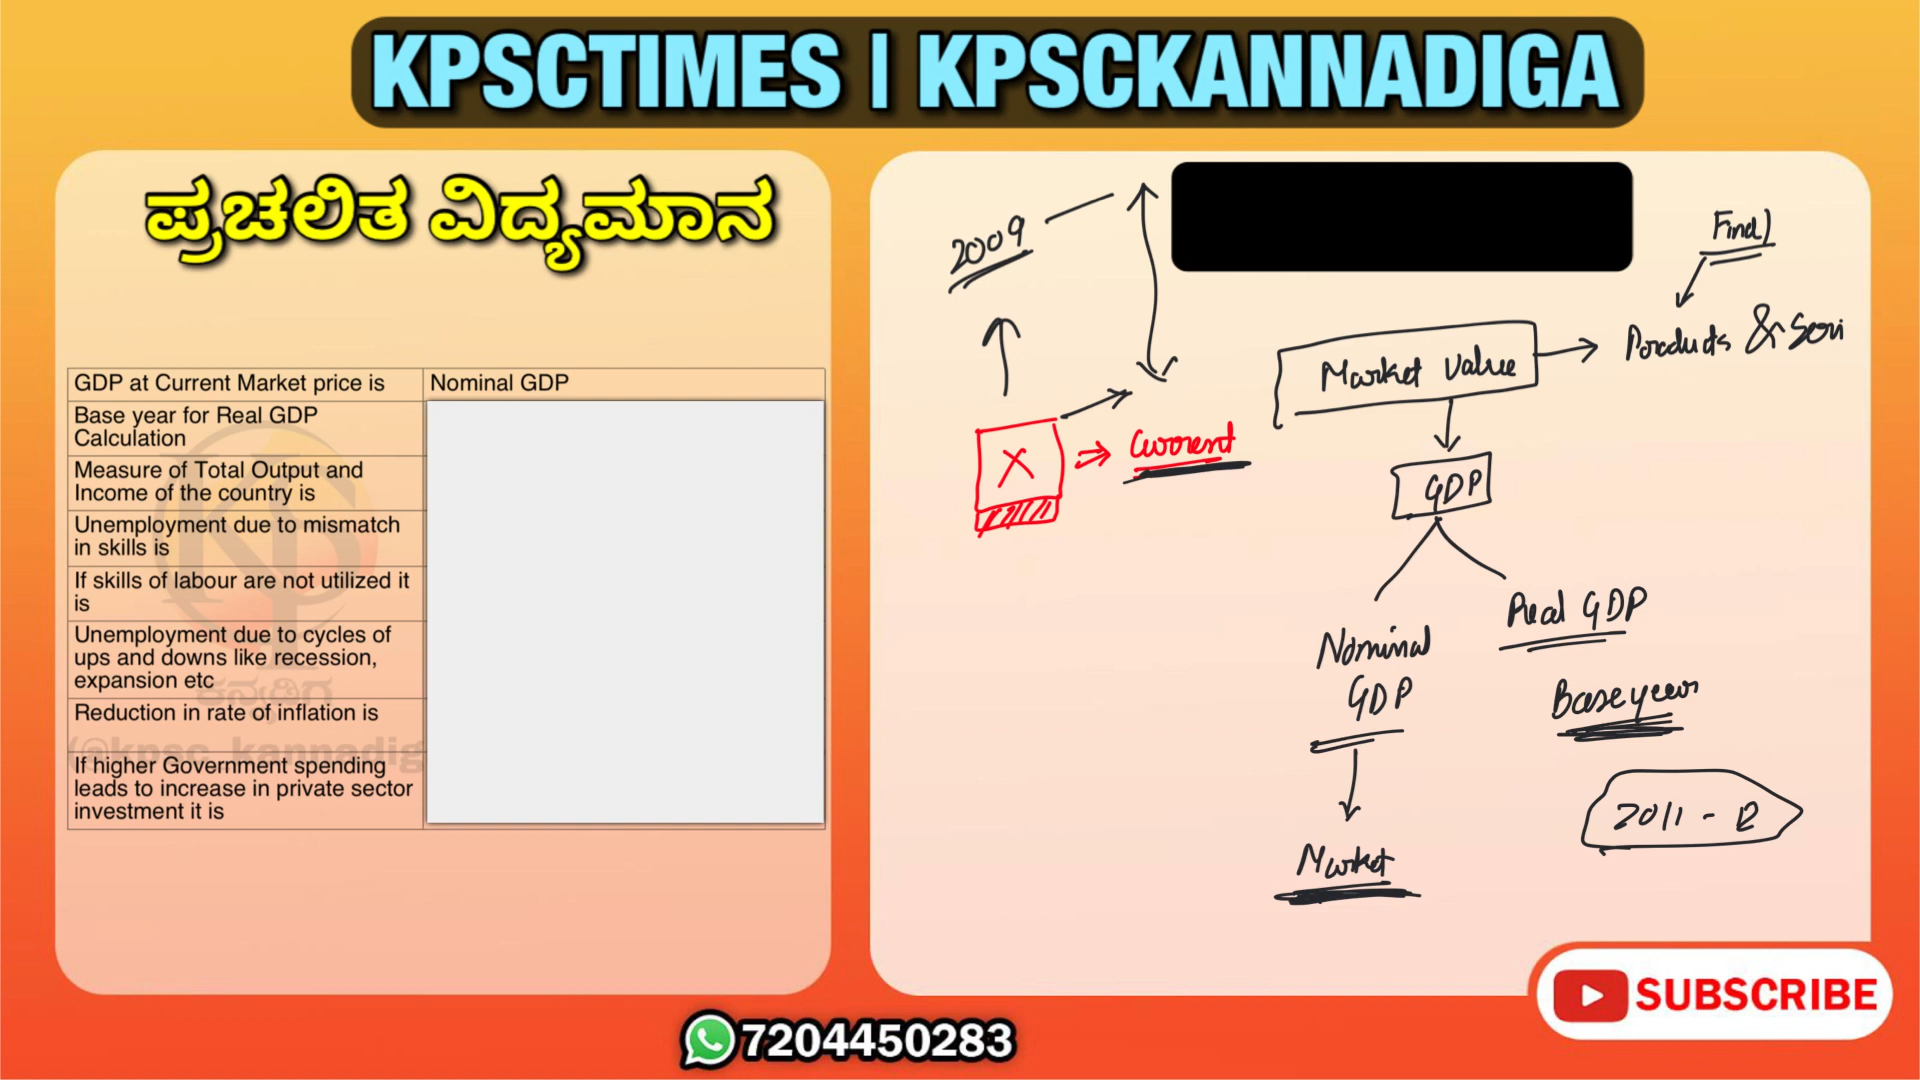 KPSCTIMES | KPSCKANNADIGA
ಪ್ರಚಲಿತ ವಿದ್ಯಮಾನ
GDP at Current Market price is
Nominal GDP
Base year for Real GDP
Calculation
Measure of Total Output and
Income of the country is
Unemployment due to mismatch
in skills is
If skills of labour are not utilized it
is
Unemployment due to cycles of
ups and downs like recession,
expansion etc
Reduction in rate of inflation is
If higher Government spending
leads to increase in private sector
investment it is
KPS
ಕನ್ನಡಿಗ
(@kpsc_kannadig
2009
X
Current
Final
Products & Servi
Market Value
GDP
Nominal
GDP
Market
Real GDP
Base year
2011-12
SUBSCRIBE
7204450283